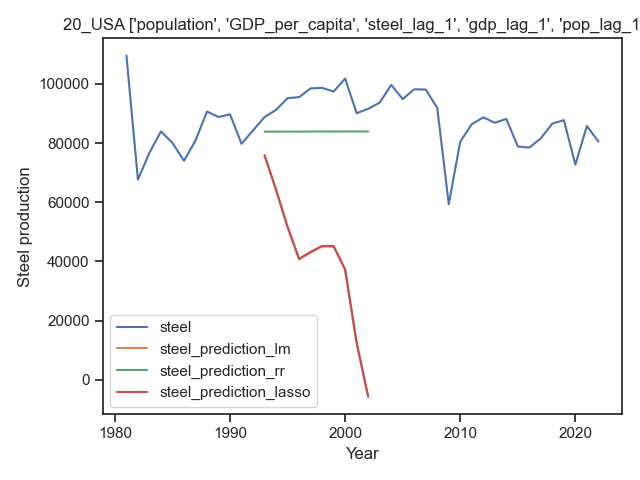 20_USA ['population', 'GDP_per_capita', 'steel_lag_1', 'gdp_lag_1', 'pop_lag_1
100000
80000
60000
40000
20000
0
Steel production
steel
steel_prediction_lm
steel_prediction_rr
steel_prediction_lasso
1980
1990
2000
2010
2020
Year